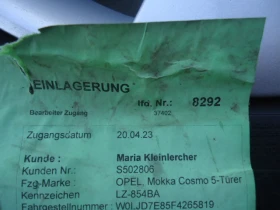 EINLAGERUNG
lfd. Nr.: 8292
Bearbeiter Zugang 37402
Zugangsdatum 20.04.23
Kunde : Maria Kleinlercher
Kunden Nr.: S502806
Fzg-Marke OPEL, Mokka Cosmo 5-Türer
Kennzeichen LZ-854BA
Fahrgestellnummer: W0LJD7E85F4265819